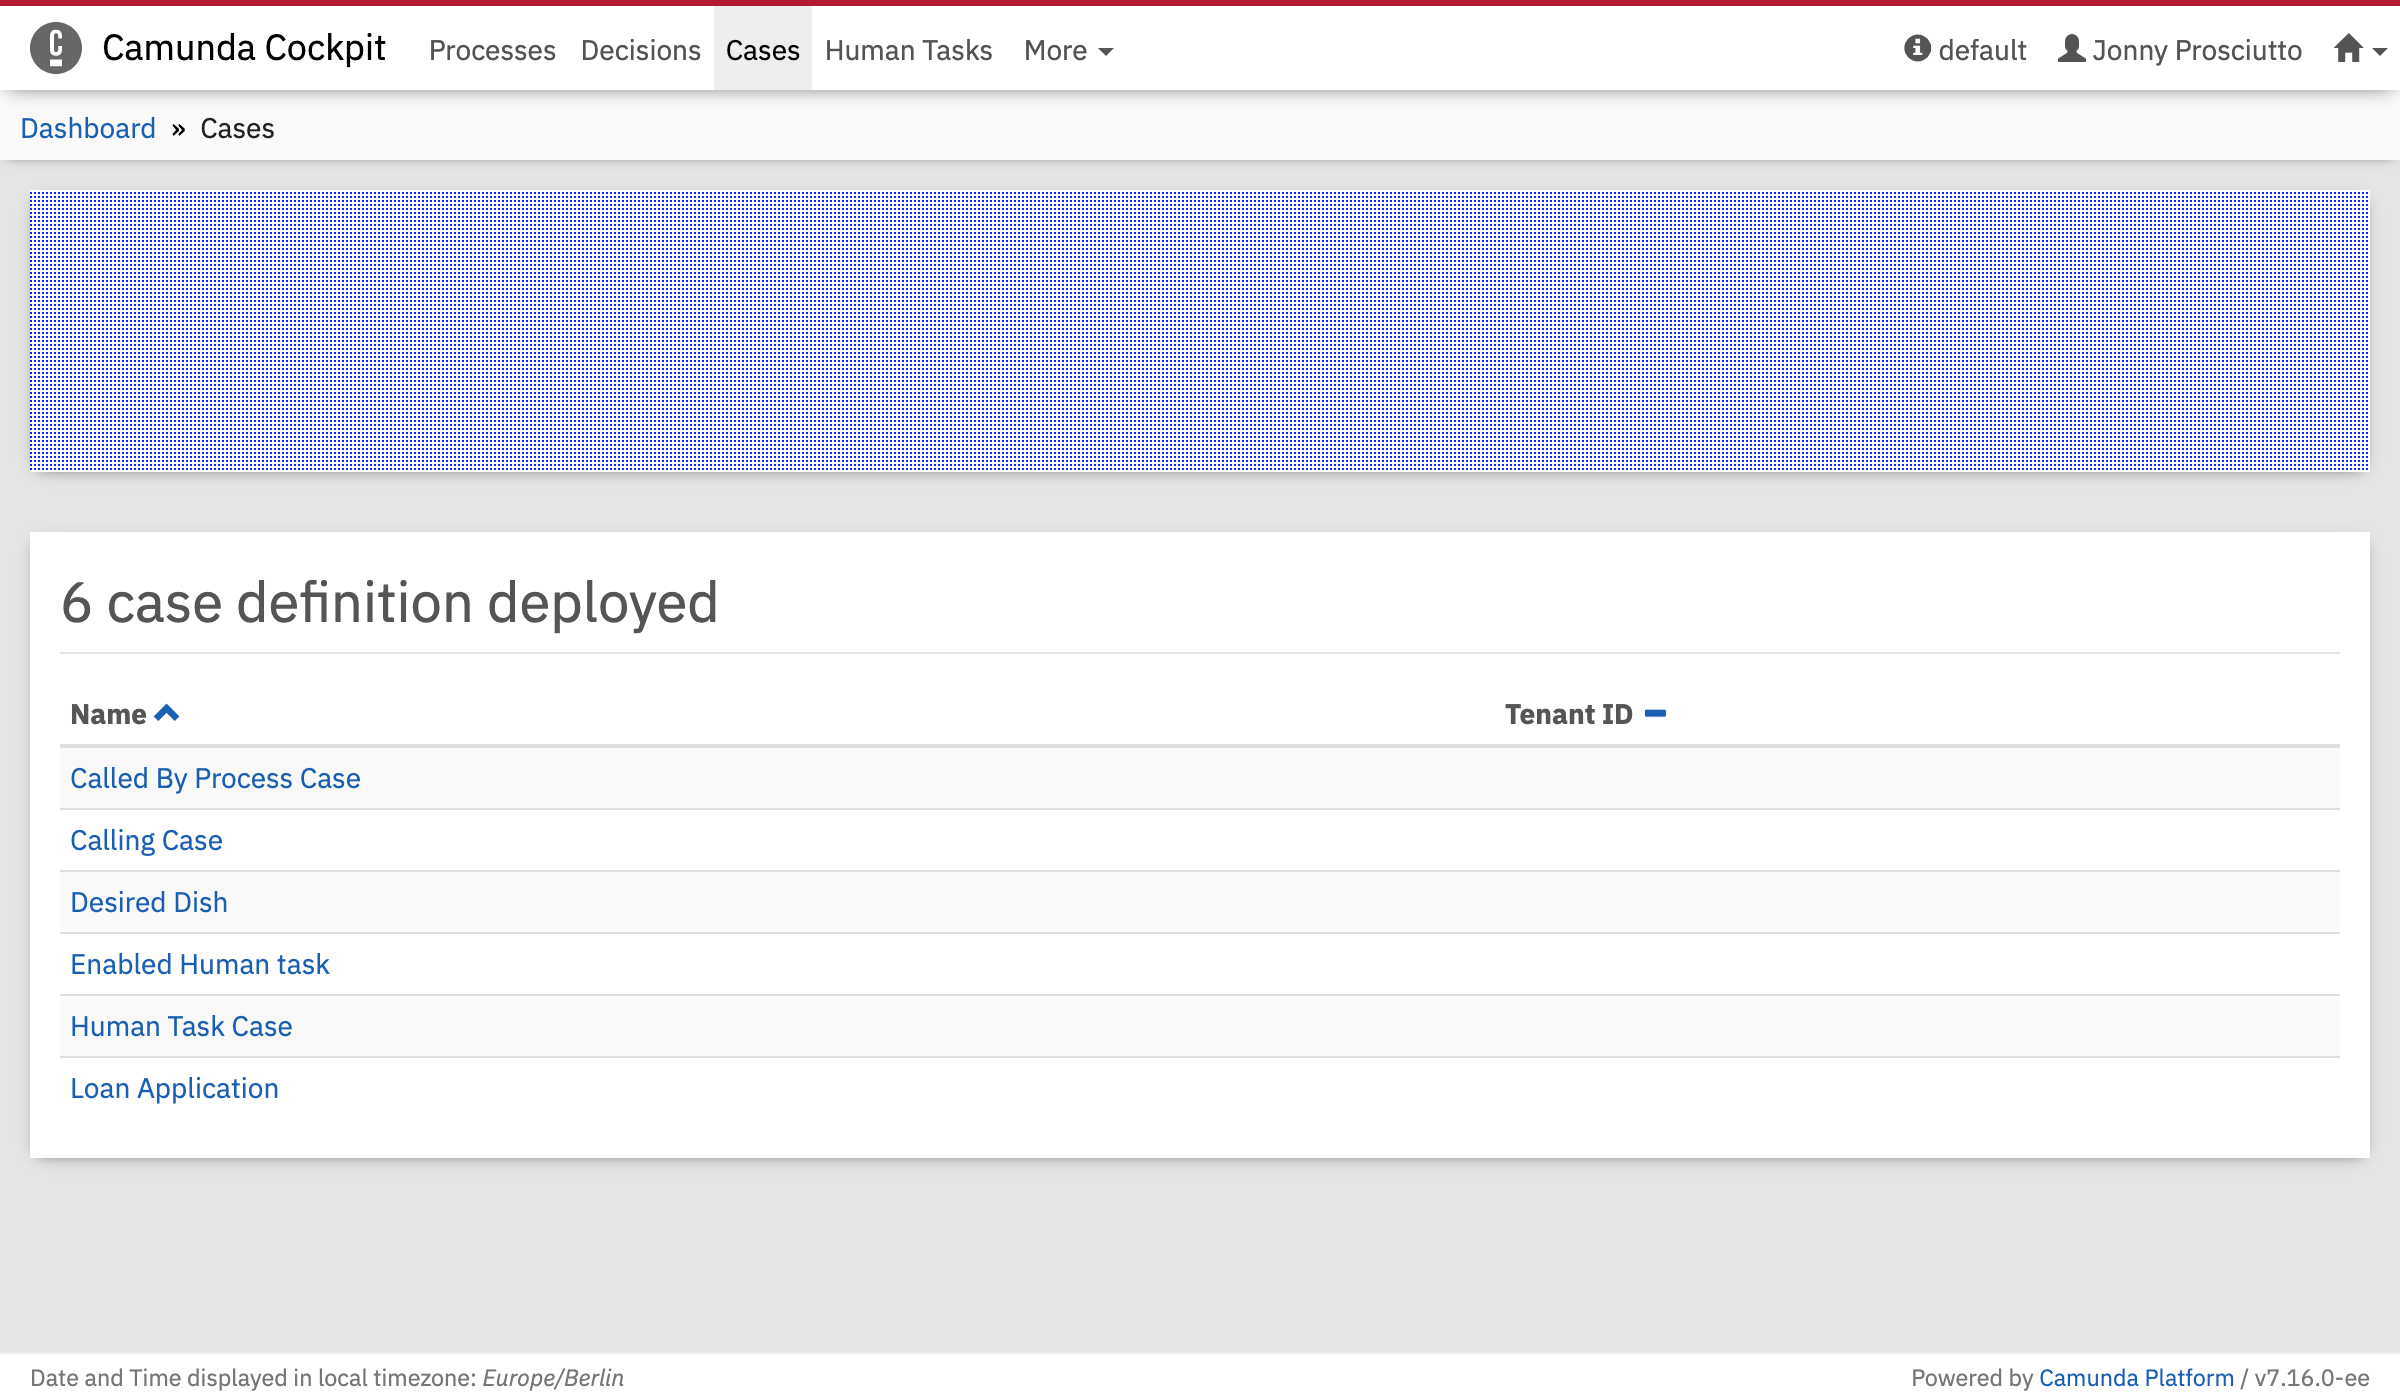 Camunda Cockpit Processes Decisions Cases Human Tasks More default Jonny Prosciutto
Dashboard » Cases
6 case definition deployed
Name Tenant ID
Called By Process Case
Calling Case
Desired Dish
Enabled Human task
Human Task Case
Loan Application
Date and Time displayed in local timezone: Europe/Berlin Powered by Camunda Platform / v7.16.0-ee